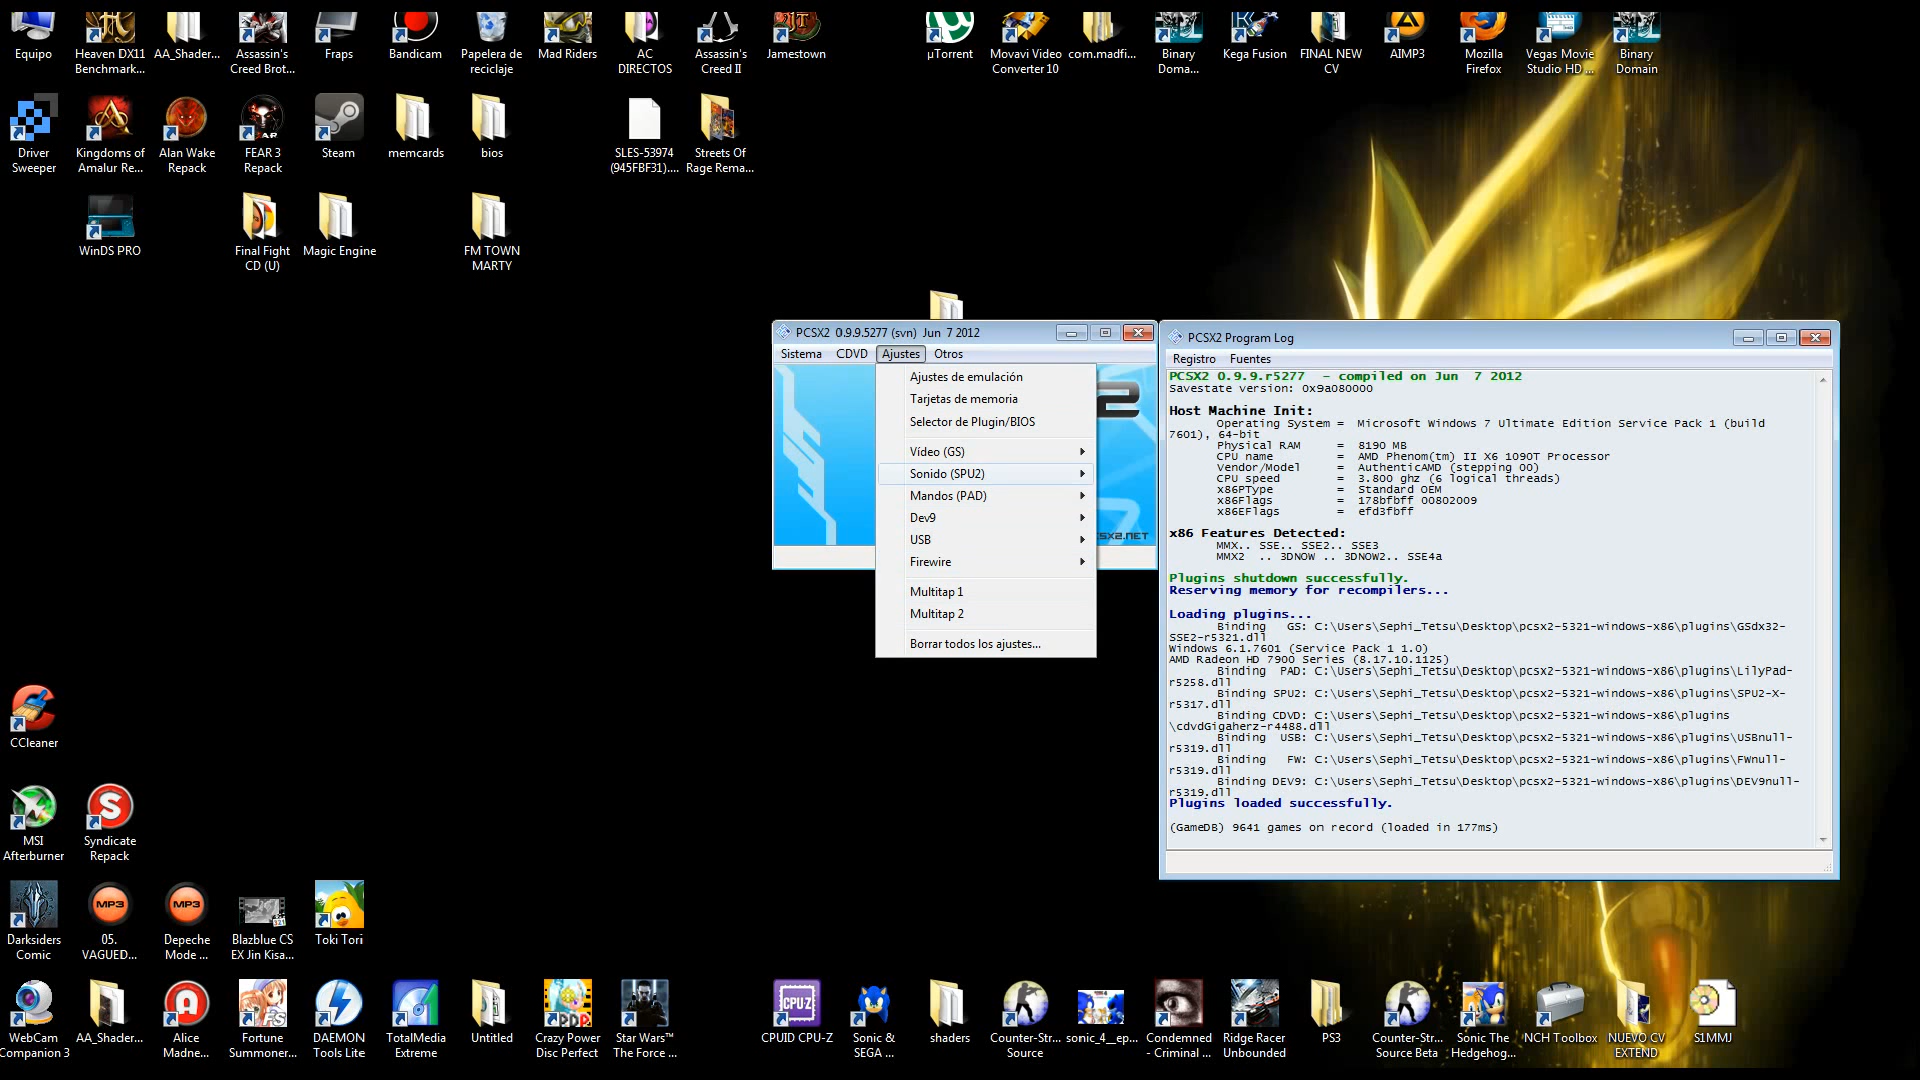 Equipo
Heaven DX11
Benchmark...
AA_Shader...
Assassin's
Creed Brot...
Fraps
Bandicam
Papelera de
reciclaje
Mad Riders
AC
DIRECTOS
Assassin's
Creed II
Jamestown
µTorrent
Movavi Video
Converter 10
com.madfi...
Binary
Doma...
Kega Fusion
FINAL NEW
CV
AIMP3
Mozilla
Firefox
Vegas Movie
Studio HD ...
Binary
Domain
Driver
Sweeper
Kingdoms of
Amalur Re...
Alan Wake
Repack
FEAR 3
Repack
Steam
memcards
bios
SLES-53974
(945FBF31)....
Streets Of
Rage Rema...
WinDS PRO
Final Fight
CD (U)
Magic Engine
FM TOWN
MARTY
PCSX2 0.9.9.5277 (svn) Jun 7 2012
Sistema CDVD Ajustes Otros
Ajustes de emulación
Tarjetas de memoria
Selector de Plugin/BIOS
Vídeo (GS)
Sonido (SPU2)
Mandos (PAD)
Dev9
USB
Firewire
Multitap 1
Multitap 2
Borrar todos los ajustes...
PCSX2 Program Log
Registro Fuentes
PCSX2 0.9.9.r5277 - compiled on Jun 7 2012
Savestate version: 0x9a080000
Host Machine Init:
Operating System = Microsoft Windows 7 Ultimate Edition Service Pack 1 (build
7601), 64-bit
Physical RAM = 8190 MB
CPU name = AMD Phenom(tm) II X6 1090T Processor
Vendor/Model = AuthenticAMD (stepping 00)
CPU speed = 3.800 ghz (6 logical threads)
x86PType = Standard OEM
x86Flags = 178bfbff 00802009
x86EFlags = efd3fbff
x86 Features Detected:
MMX.. SSE.. SSE2.. SSE3
MMX2 .. 3DNOW .. 3DNOW2.. SSE4a
Plugins shutdown successfully.
Reserving memory for recompilers...
Loading plugins...
Binding GS: C:\Users\Sephi_Tetsu\Desktop\pcsx2-5321-windows-x86\plugins\GSdx32-
SSE2-r5321.dll
Windows 6.1.7601 (Service Pack 1 1.0)
AMD Radeon HD 7900 Series (8.17.10.1125)
Binding PAD: C:\Users\Sephi_Tetsu\Desktop\pcsx2-5321-windows-x86\plugins\LilyPad-
r5258.dll
Binding SPU2: C:\Users\Sephi_Tetsu\Desktop\pcsx2-5321-windows-x86\plugins\SPU2-X-
r5317.dll
Binding CDVD: C:\Users\Sephi_Tetsu\Desktop\pcsx2-5321-windows-x86\plugins
\cdvdGigaherz-r4488.dll
Binding USB: C:\Users\Sephi_Tetsu\Desktop\pcsx2-5321-windows-x86\plugins\USBnull-
r5319.dll
Binding FW: C:\Users\Sephi_Tetsu\Desktop\pcsx2-5321-windows-x86\plugins\FWnull-
r5319.dll
Binding DEV9: C:\Users\Sephi_Tetsu\Desktop\pcsx2-5321-windows-x86\plugins\DEV9null-
r5319.dll
Plugins loaded successfully.
(GameDB) 9641 games on record (loaded in 177ms)
CCleaner
MSI
Afterburner
Syndicate
Repack
Darksiders
Comic
MP3
05.
VAGUED...
MP3
Depeche
Mode ...
Blazblue CS
EX Jin Kisa...
Toki Tori
WebCam
Companion 3
AA_Shader...
Alice
Madne...
Fortune
Summoner...
DAEMON
Tools Lite
TotalMedia
Extreme
Untitled
Crazy Power
Disc Perfect
Star Wars™
The Force ...
CPU-Z
CPUID CPU-Z
Sonic &
SEGA ...
shaders
Counter-Str...
Source
sonic_4__ep...
Condemned
- Criminal ...
Ridge Racer
Unbounded
PS3
Counter-Str...
Source Beta
Sonic The
Hedgehog...
NCH Toolbox
NUEVO CV
EXTEND
S1MMJ